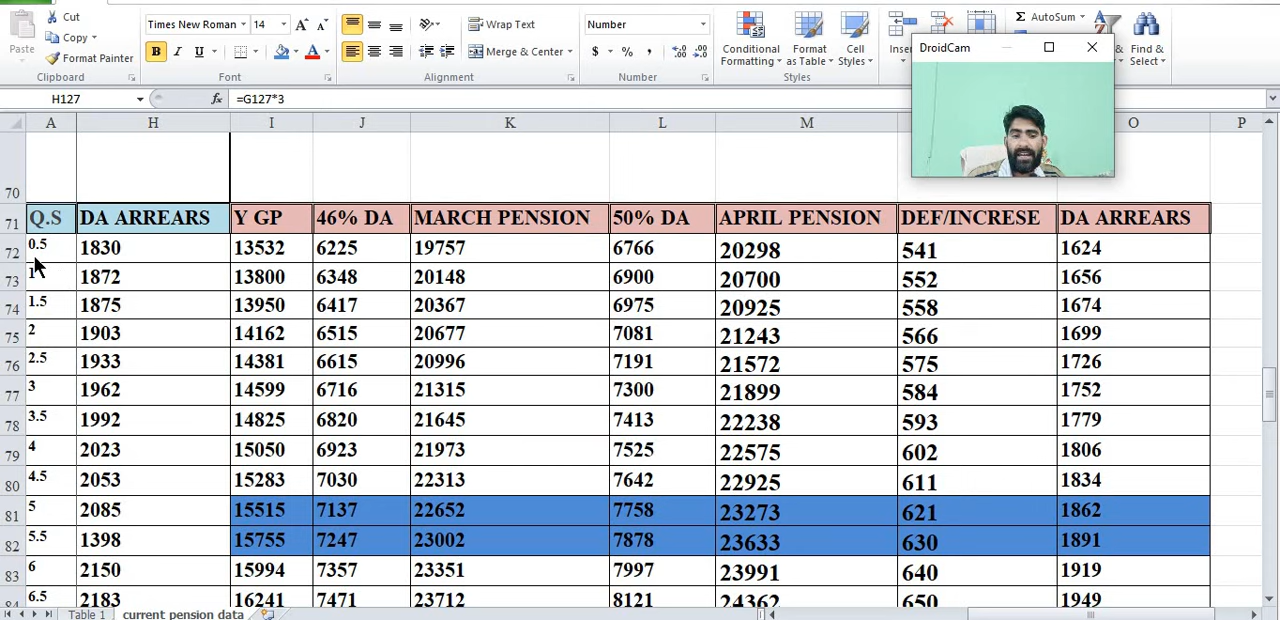 Cut
Copy
Paste
Format Painter
Clipboard
Times New Roman
14
A A
B I U
A
Font
Wrap Text
Merge & Center
Alignment
Number
$ % ,
Number
Conditional Formatting
Format as Table
Cell Styles
Styles
Σ AutoSum
Find & Select
DroidCam
H127
fx =G127*3
A H I J K L M O P
70
71 Q.S DA ARREARS Y GP 46% DA MARCH PENSION 50% DA APRIL PENSION DEF/INCRESE DA ARREARS
72 0.5 1830 13532 6225 19757 6766 20298 541 1624
73 1 1872 13800 6348 20148 6900 20700 552 1656
74 1.5 1875 13950 6417 20367 6975 20925 558 1674
75 2 1903 14162 6515 20677 7081 21243 566 1699
76 2.5 1933 14381 6615 20996 7191 21572 575 1726
77 3 1962 14599 6716 21315 7300 21899 584 1752
78 3.5 1992 14825 6820 21645 7413 22238 593 1779
79 4 2023 15050 6923 21973 7525 22575 602 1806
80 4.5 2053 15283 7030 22313 7642 22925 611 1834
81 5 2085 15515 7137 22652 7758 23273 621 1862
82 5.5 1398 15755 7247 23002 7878 23633 630 1891
83 6 2150 15994 7357 23351 7997 23991 640 1919
84 6.5 2183 16241 7471 23712 8121 24362 650 1949
Table 1 current pension data